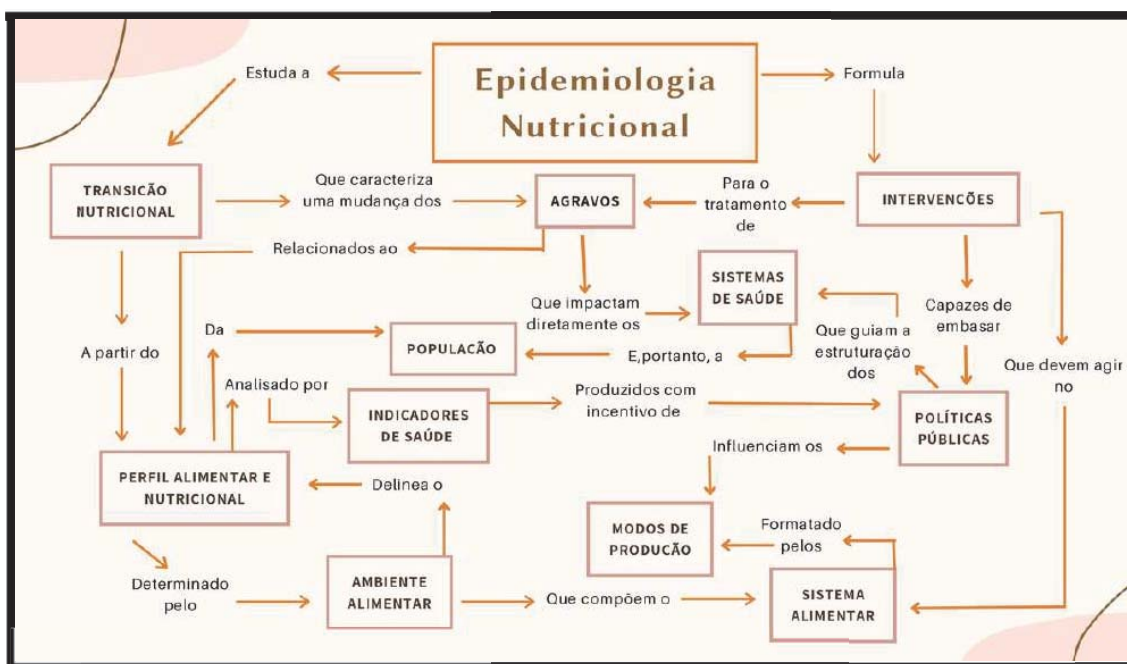 Epidemiologia
Nutricional
Estuda a
Formula
TRANSICÃO
NUTRICIONAL
Que caracteriza
uma mudança dos
AGRAVOS
Para o
tratamento
de
INTERVENCÕES
Relacionados ao
SISTEMAS
DE SAÚDE
Que impactam
diretamente os
Capazes de
embasar
Da
A partir do
POPULACÃO
E,portanto, a
Que guiam a
estruturação
dos
Que devem agir
no
Analisado por
INDICADORES
DE SAÚDE
Produzidos com
incentivo de
POLÍTICAS
PÚBLICAS
Influenciam os
PERFIL ALIMENTAR E
NUTRICIONAL
Delinea o
MODOS DE
PRODUCÃO
Formatado
pelos
Determinado
pelo
AMBIENTE
ALIMENTAR
Que compõem o
SISTEMA
ALIMENTAR